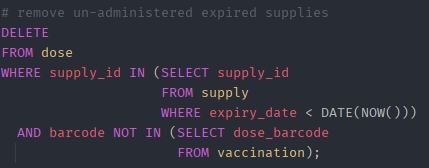 # remove un-administered expired supplies
DELETE
FROM dose
WHERE supply_id IN (SELECT supply_id
                    FROM supply
                    WHERE expiry_date < DATE(NOW()))
  AND barcode NOT IN (SELECT dose_barcode
                      FROM vaccination);